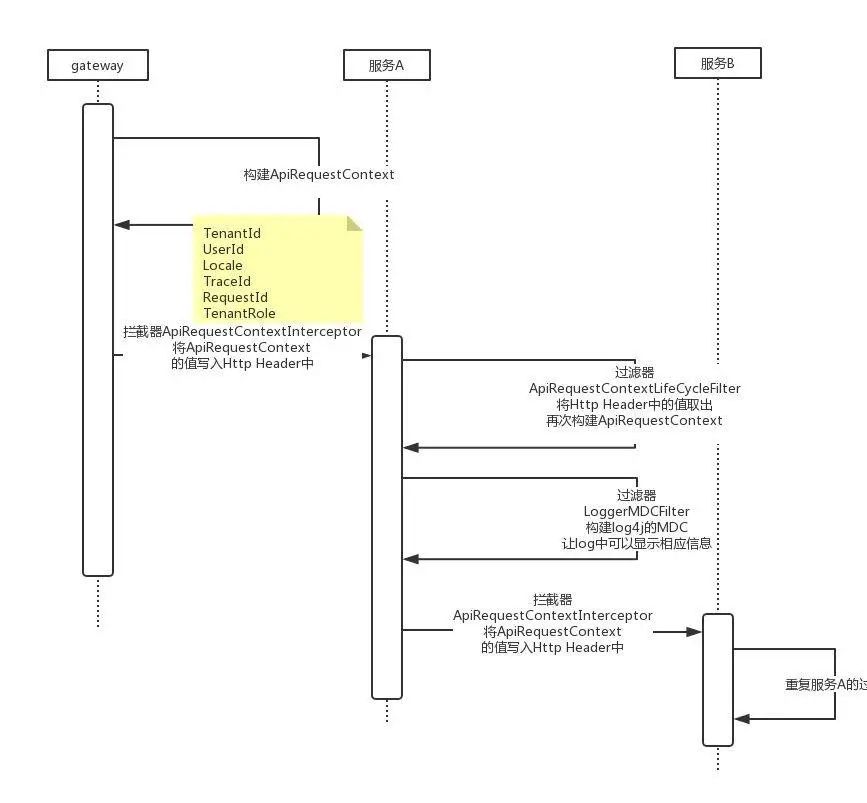 gateway
服务A
服务B
构建ApiRequestContext
TenantId
UserId
Locale
TraceId
RequestId
TenantRole
拦截器ApiRequestContextInterceptor
将ApiRequestContext
的值写入Http Header中
过滤器
ApiRequestContextLifeCycleFilter
将Http Header中的值取出
再次构建ApiRequestContext
过滤器
LoggerMDCFilter
构建log4j的MDC
让log中可以显示相应信息
拦截器
ApiRequestContextInterceptor
将ApiRequestContext
的值写入Http Header中
重复服务A的过